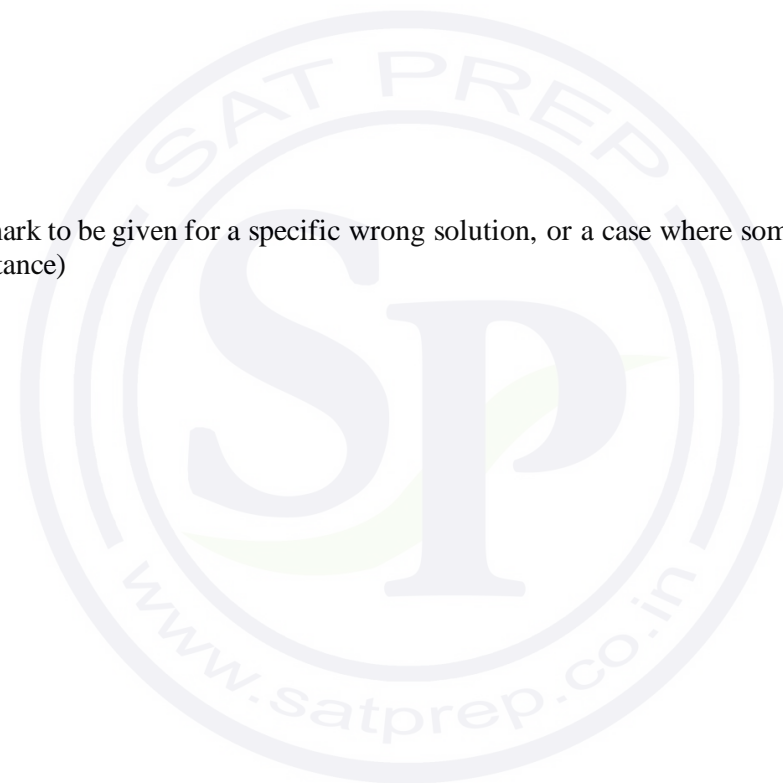 SAT PREP
ark to be given for a specific wrong solution, or a case where som
tance)
SP
www.satprep.co.in